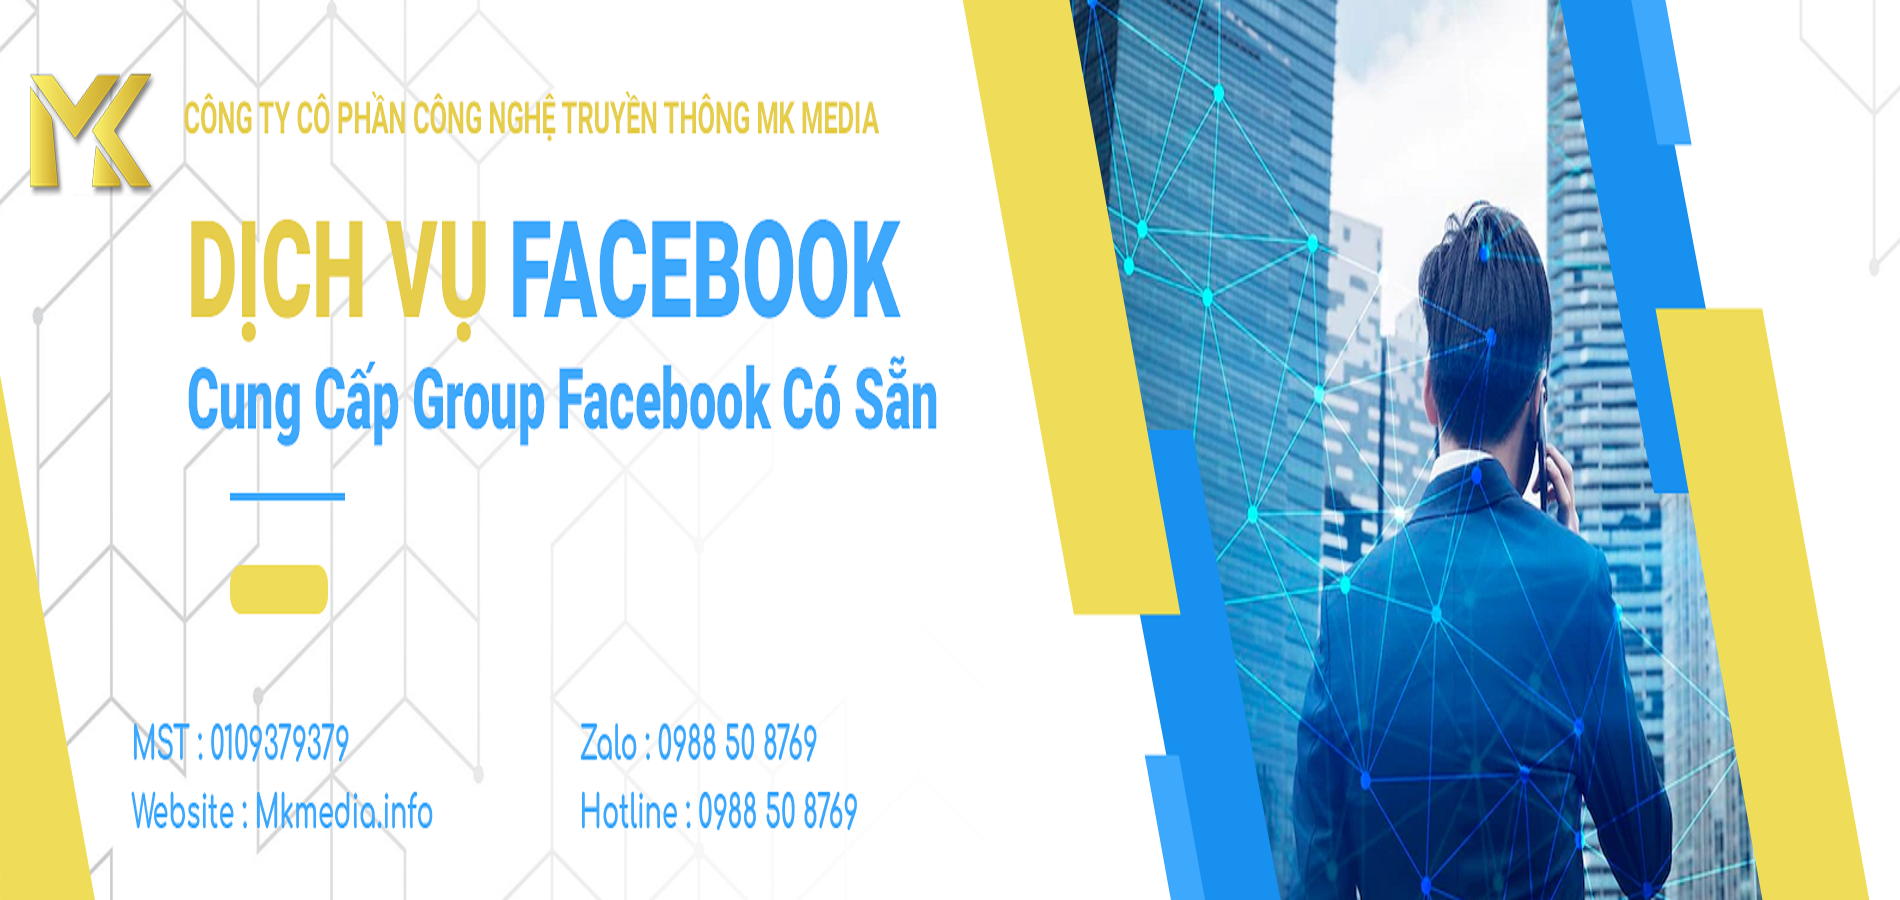 MK
CÔNG TY CÔ PHẦN CÔNG NGHỆ TRUYỀN THÔNG MK MEDIA
DỊCH VỤ FACEBOOK
Cung Cấp Group Facebook Có Sẵn
MST : 0109379379
Zalo : 0988 50 8769
Website : Mkmedia.info
Hotline : 0988 50 8769